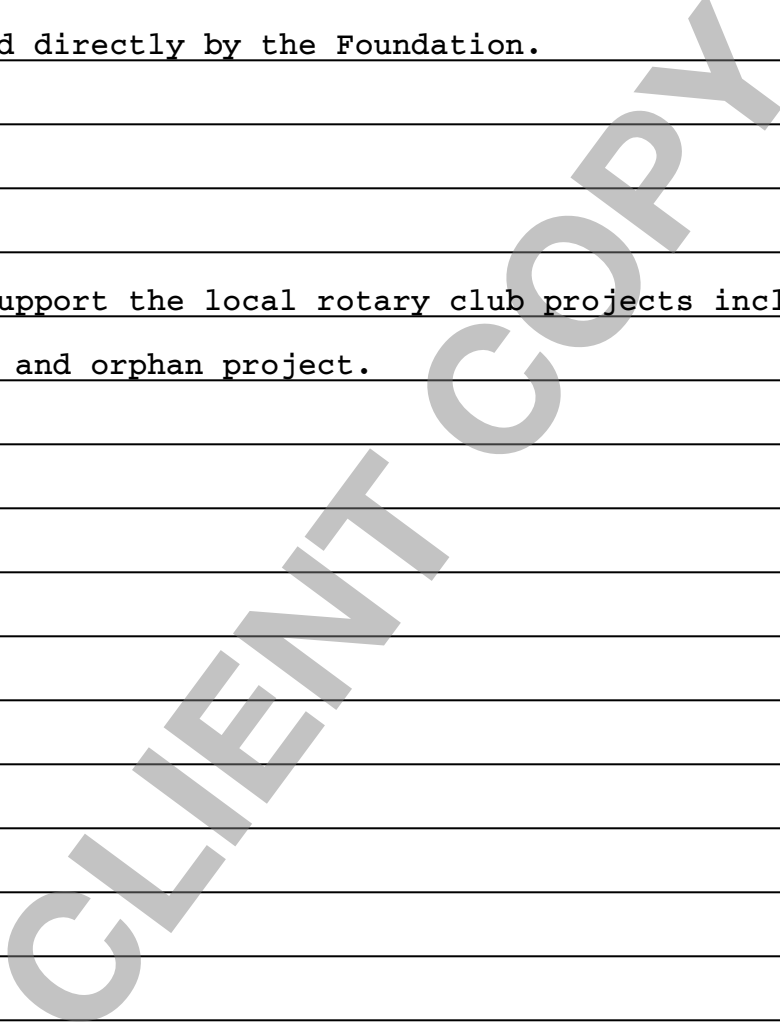 d directly by the Foundation.
upport the local rotary club projects incl
and orphan project.
CLIENT COPY